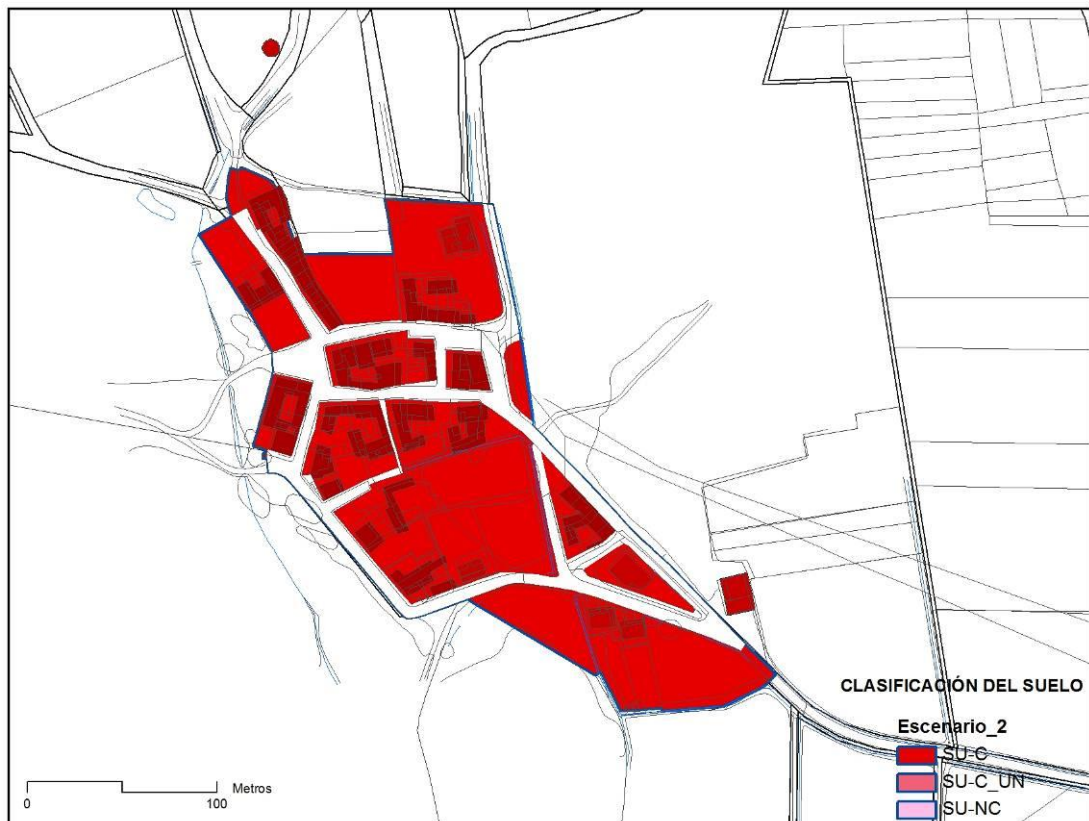 CLASIFICACIÓN DEL SUELO
Escenario_2
SU-C
SU-C_UN
SU-NC
Metros
0 100